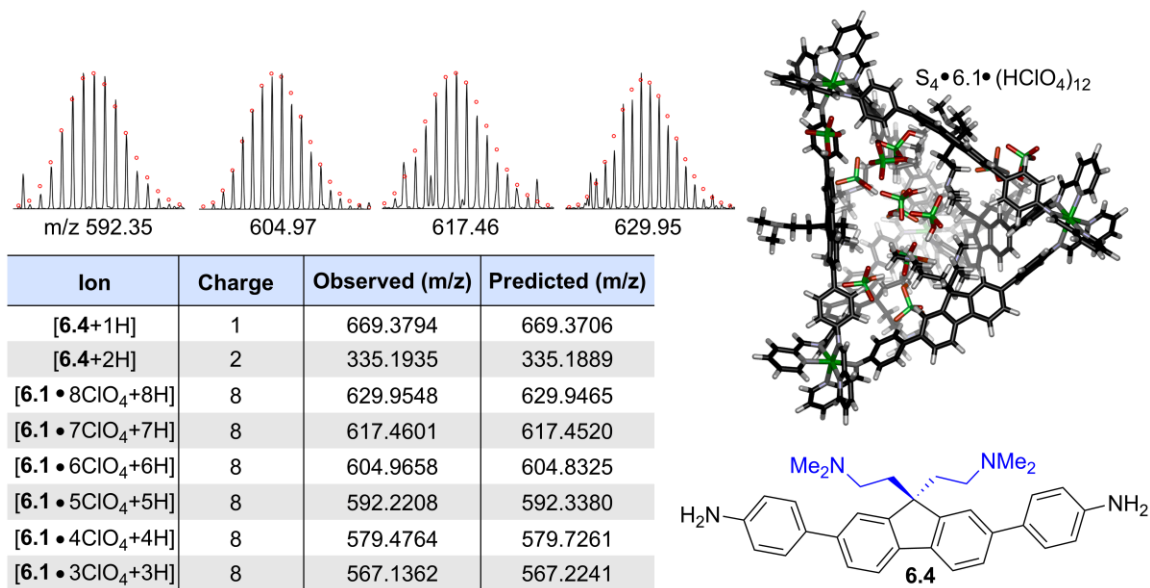 m/z 592.35 604.97 617.46 629.95
S₄•6.1•(HClO₄)₁₂
Ion Charge Observed (m/z) Predicted (m/z)
[6.4+1H] 1 669.3794 669.3706
[6.4+2H] 2 335.1935 335.1889
[6.1•8ClO₄+8H] 8 629.9548 629.9465
[6.1•7ClO₄+7H] 8 617.4601 617.4520
[6.1•6ClO₄+6H] 8 604.9658 604.8325
[6.1•5ClO₄+5H] 8 592.2208 592.3380
[6.1•4ClO₄+4H] 8 579.4764 579.7261
[6.1•3ClO₄+3H] 8 567.1362 567.2241
Me₂N NMe₂
H₂N NH₂
6.4